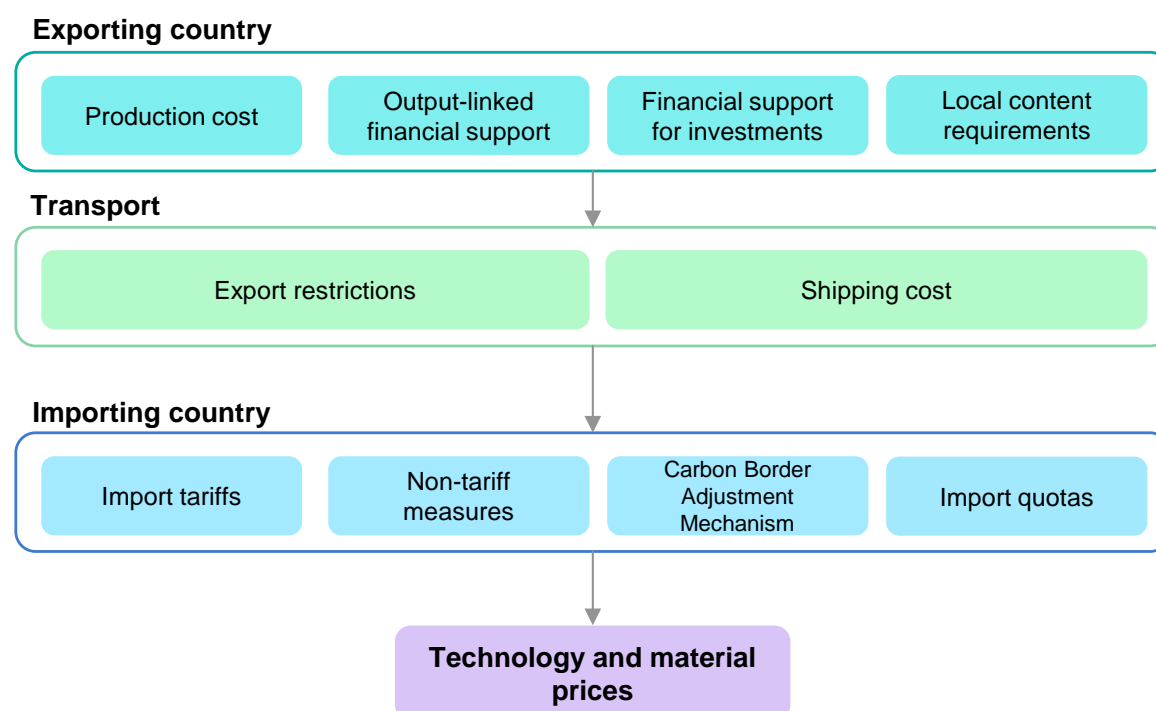 Exporting country
Production cost
Output-linked
financial support
Financial support
for investments
Local content
requirements
Transport
Export restrictions
Shipping cost
Importing country
Import tariffs
Non-tariff
measures
Carbon Border
Adjustment
Mechanism
Import quotas
Technology and material
prices